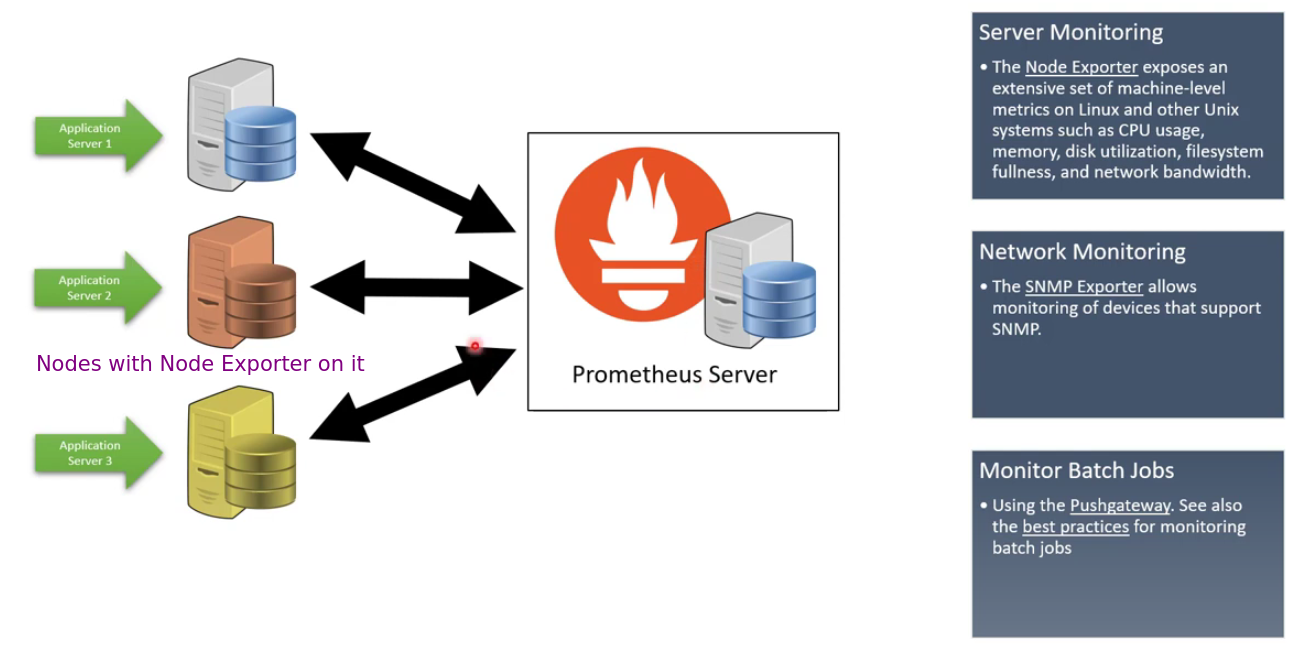 Application
Server 1
Application
Server 2
Nodes with Node Exporter on it
Application
Server 3
Prometheus Server
Server Monitoring
• The Node Exporter exposes an
extensive set of machine-level
metrics on Linux and other Unix
systems such as CPU usage,
memory, disk utilization, filesystem
fullness, and network bandwidth.
Network Monitoring
• The SNMP Exporter allows
monitoring of devices that support
SNMP.
Monitor Batch Jobs
• Using the Pushgateway. See also
the best practices for monitoring
batch jobs